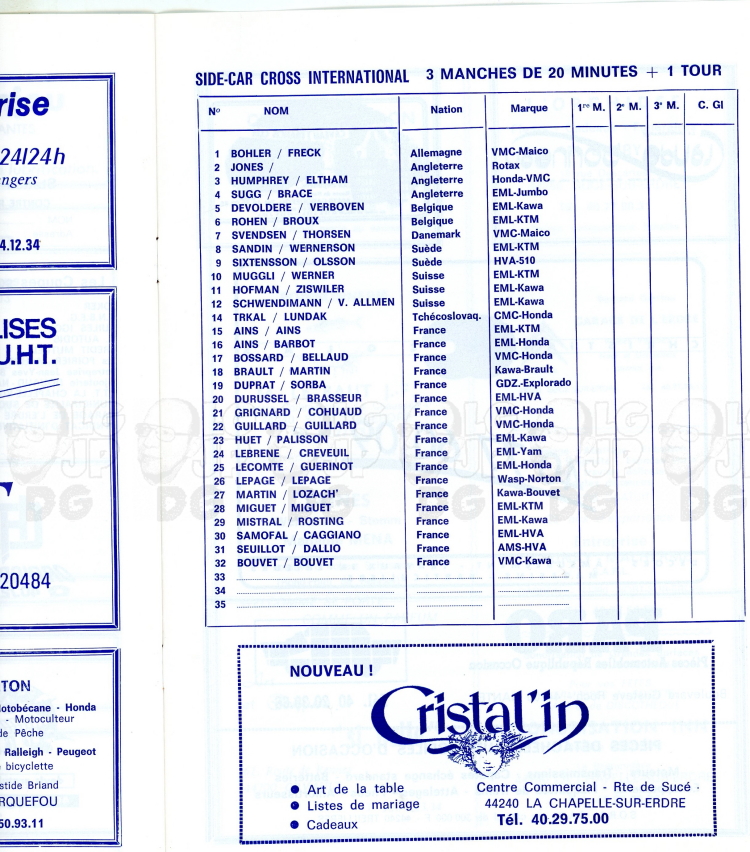 rise
24l24h
angers
4.12.34
LISES
U.H.T.
20484
TON
lotobécane - Honda
- Motoculteur
de Pêche
Ralleigh - Peugeot
bicyclette
stide Briand
RQUEFOU
50.93.11
SIDE-CAR CROSS INTERNATIONAL 3 MANCHES DE 20 MINUTES + 1 TOUR
No NOM Nation Marque 1re M. 2e M. 3e M. C. Gl
1 BOHLER / FRECK Allemagne VMC-Maico
2 JONES / Angleterre Rotax
3 HUMPHREY / ELTHAM Angleterre Honda-VMC
4 SUGG / BRACE Angleterre EML-Jumbo
5 DEVOLDERE / VERBOVEN Belgique EML-Kawa
6 ROHEN / BROUX Belgique EML-KTM
7 SVENDSEN / THORSEN Danemark VMC-Maico
8 SANDIN / WERNERSON Suède EML-KTM
9 SIXTENSSON / OLSSON Suède HVA-510
10 MUGGLI / WERNER Suisse EML-KTM
11 HOFMAN / ZISWILER Suisse EML-Kawa
12 SCHWENDIMANN / V. ALLMEN Suisse EML-Kawa
14 TRKAL / LUNDAK Tchécoslovaq. CMC-Honda
15 AINS / AINS France EML-KTM
16 AINS / BARBOT France EML-Honda
17 BOSSARD / BELLAUD France VMC-Honda
18 BRAULT / MARTIN France Kawa-Brault
19 DUPRAT / SORBA France GDZ.-Explorado
20 DURUSSEL / BRASSEUR France EML-HVA
21 GRIGNARD / COHUAUD France VMC-Honda
22 GUILLARD / GUILLARD France VMC-Honda
23 HUET / PALISSON France EML-Kawa
24 LEBRENE / CREVEUIL France EML-Yam
25 LECOMTE / GUERINOT France EML-Honda
26 LEPAGE / LEPAGE France Wasp-Norton
27 MARTIN / LOZACH' France Kawa-Bouvet
28 MIGUET / MIGUET France EML-KTM
29 MISTRAL / ROSTING France EML-Kawa
30 SAMOFAL / CAGGIANO France EML-HVA
31 SEUILLOT / DALLIO France AMS-HVA
32 BOUVET / BOUVET France VMC-Kawa
33
34
35
NOUVEAU !
Cristal'in
Art de la table
Listes de mariage
Cadeaux
Centre Commercial - Rte de Sucé -
44240 LA CHAPELLE-SUR-ERDRE
Tél. 40.29.75.00
LG
JP
DG